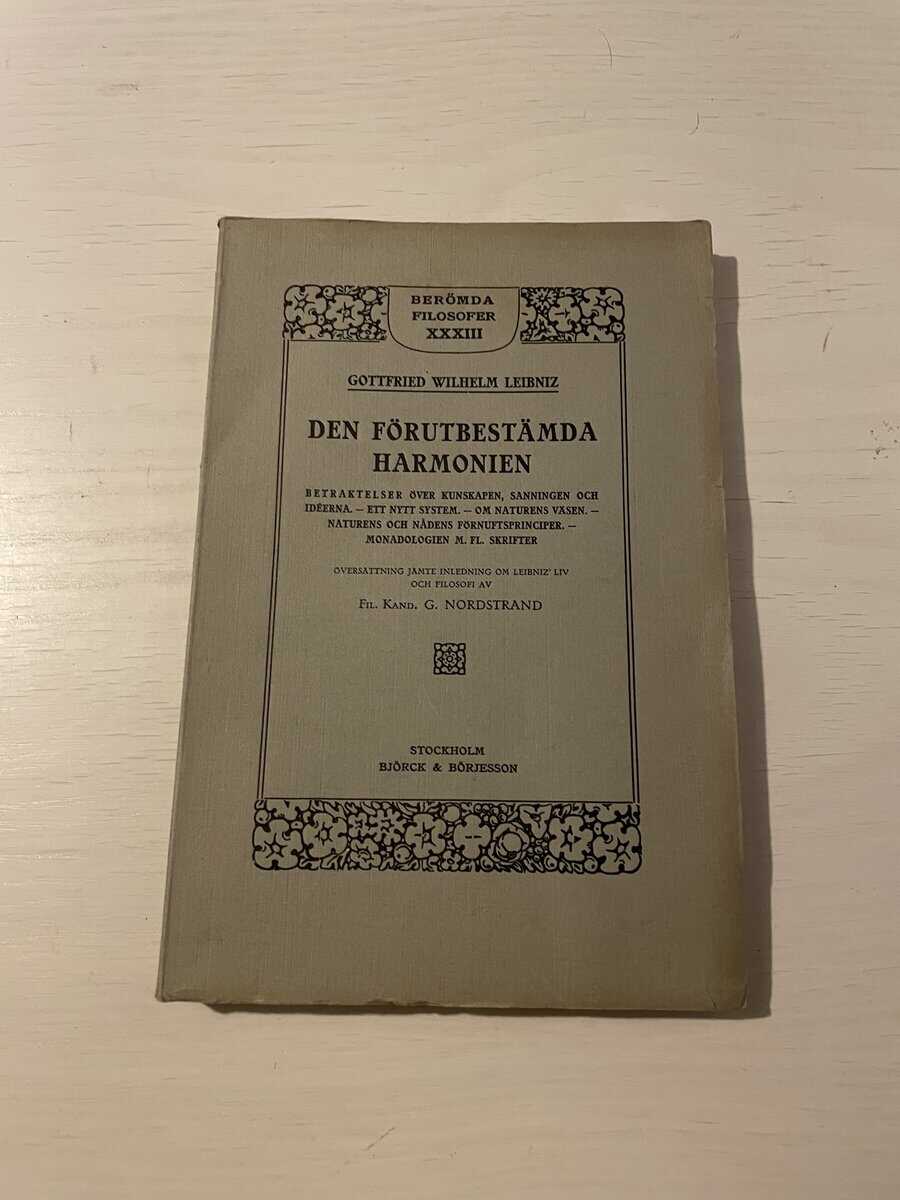 BERÖMDA
FILOSOFER
XXXIII
GOTTFRIED WILHELM LEIBNIZ
DEN FÖRUTBESTÄMDA
HARMONIEN
BETRAKTELSER ÖVER KUNSKAPEN, SANNINGEN OCH
IDÉERNA. — ETT NYTT SYSTEM. — OM NATURENS VÄSEN. —
NATURENS OCH NÅDENS FÖRNUFTSPRINCIPER. —
MONADOLOGIEN M. FL. SKRIFTER
ÖVERSÄTTNING JÄMTE INLEDNING OM LEIBNIZ' LIV
OCH FILOSOFI AV
FIL. KAND. G. NORDSTRAND
STOCKHOLM
BJÖRCK & BÖRJESSON